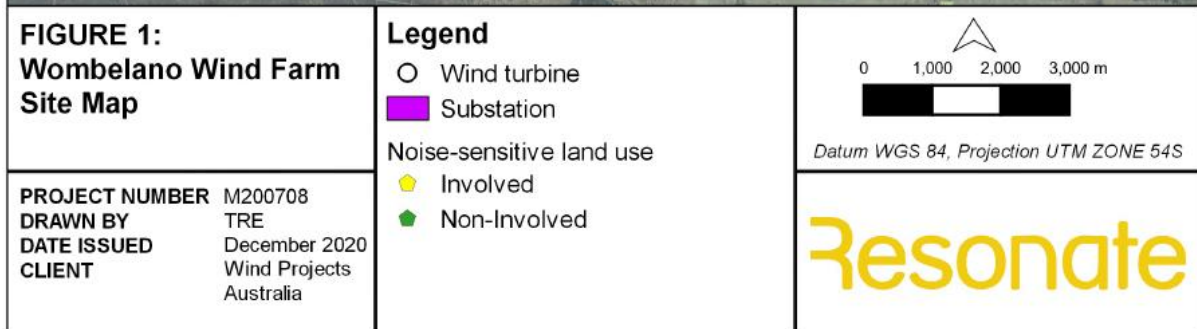 FIGURE 1:
Wombelano Wind Farm
Site Map
PROJECT NUMBER M200708
DRAWN BY TRE
DATE ISSUED December 2020
CLIENT Wind Projects
Australia
Legend
Wind turbine
Substation
Noise-sensitive land use
Involved
Non-Involved
0 1,000 2,000 3,000 m
Datum WGS 84, Projection UTM ZONE 54S
Resonate